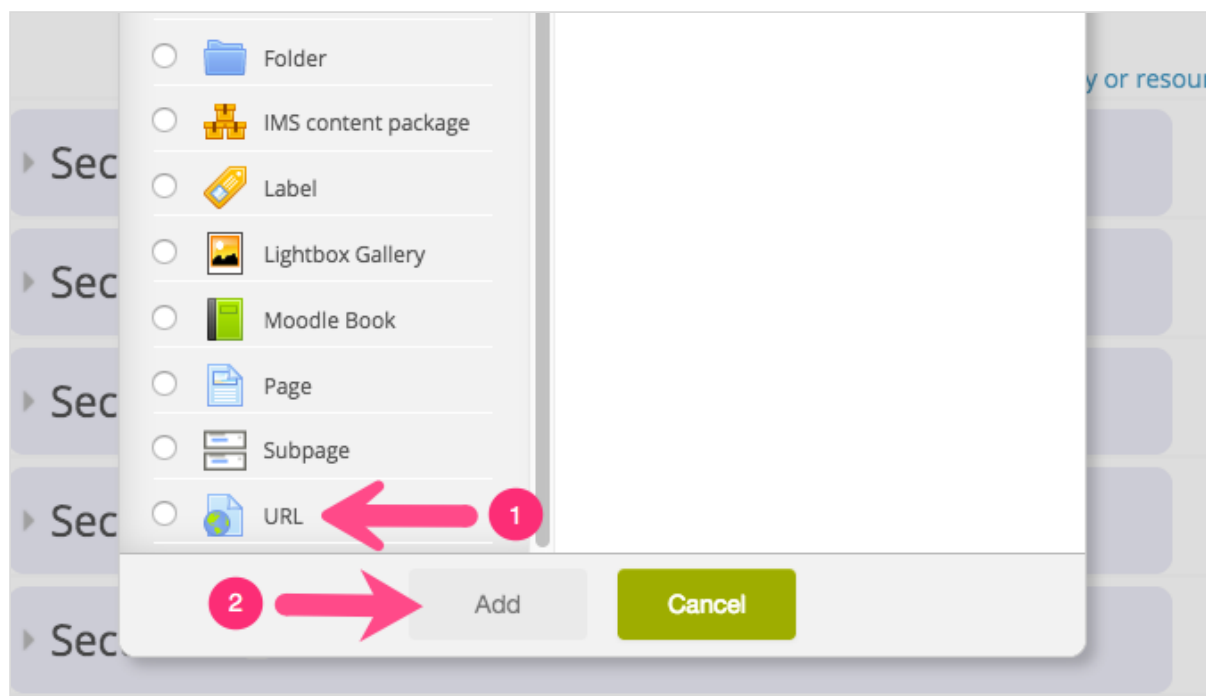 Folder
y or resour
IMS content package
Sec
Label
Lightbox Gallery
Sec
Moodle Book
Page
Sec
Subpage
URL
1
Sec
2
Add
Cancel
Sec